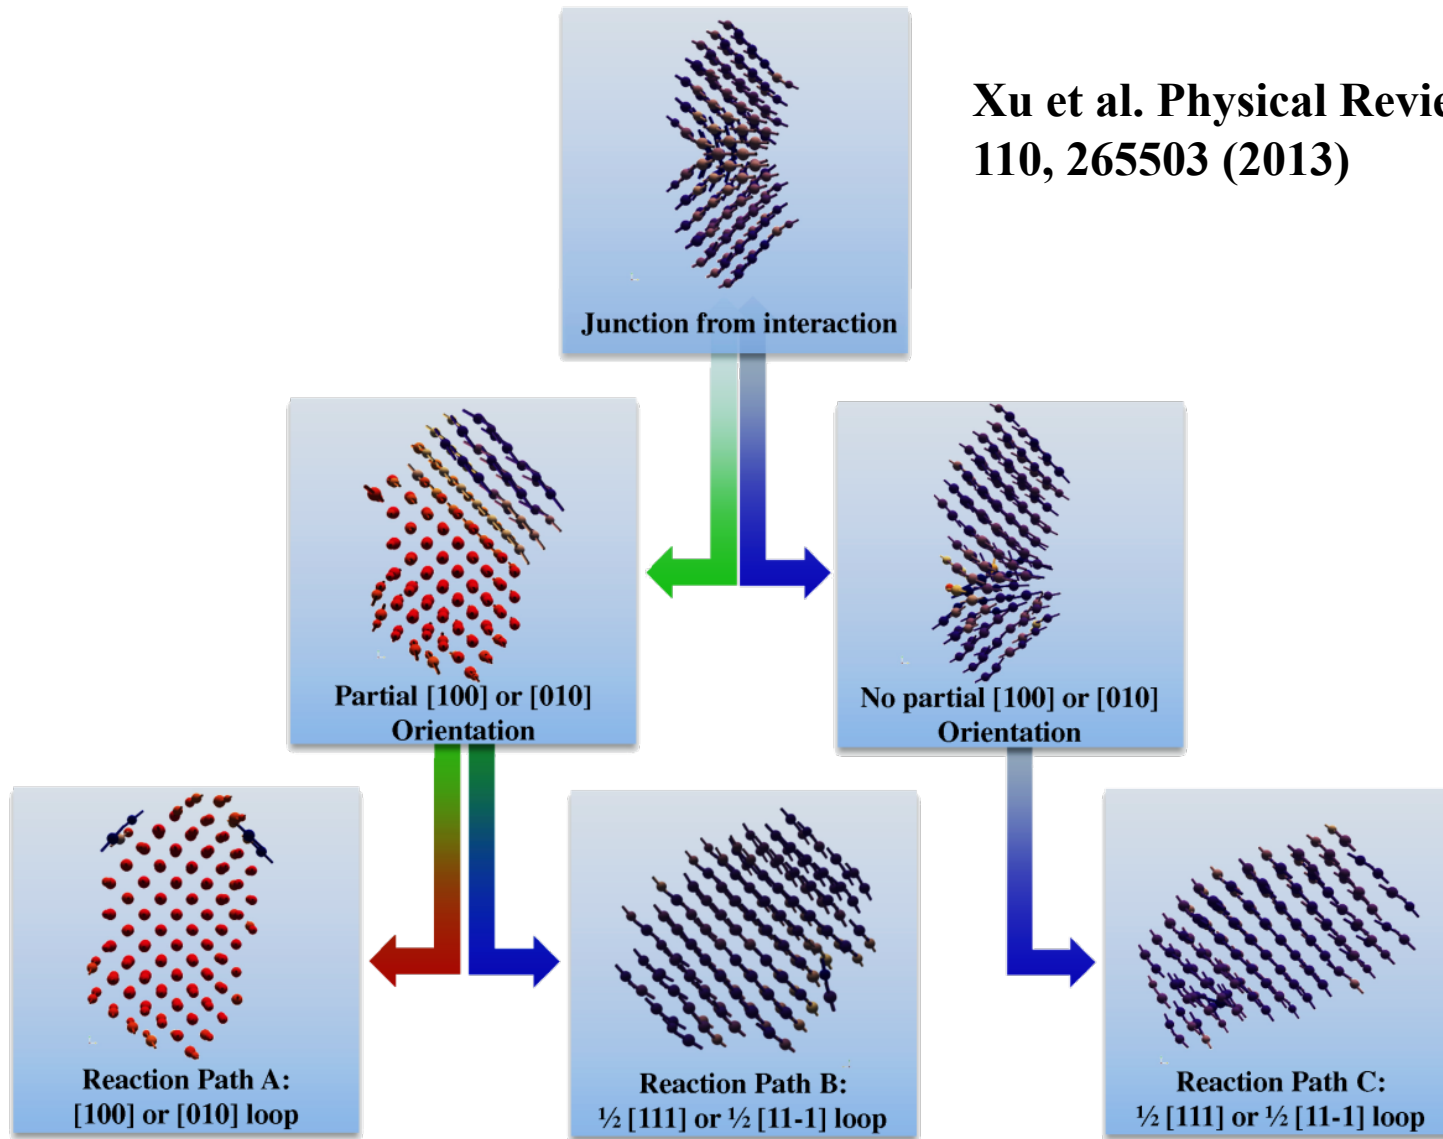 Xu et al. Physical Revie
110, 265503 (2013)
Junction from interaction
Partial [100] or [010]
Orientation
No partial [100] or [010]
Orientation
Reaction Path A:
[100] or [010] loop
Reaction Path B:
½ [111] or ½ [11-1] loop
Reaction Path C:
½ [111] or ½ [11-1] loop